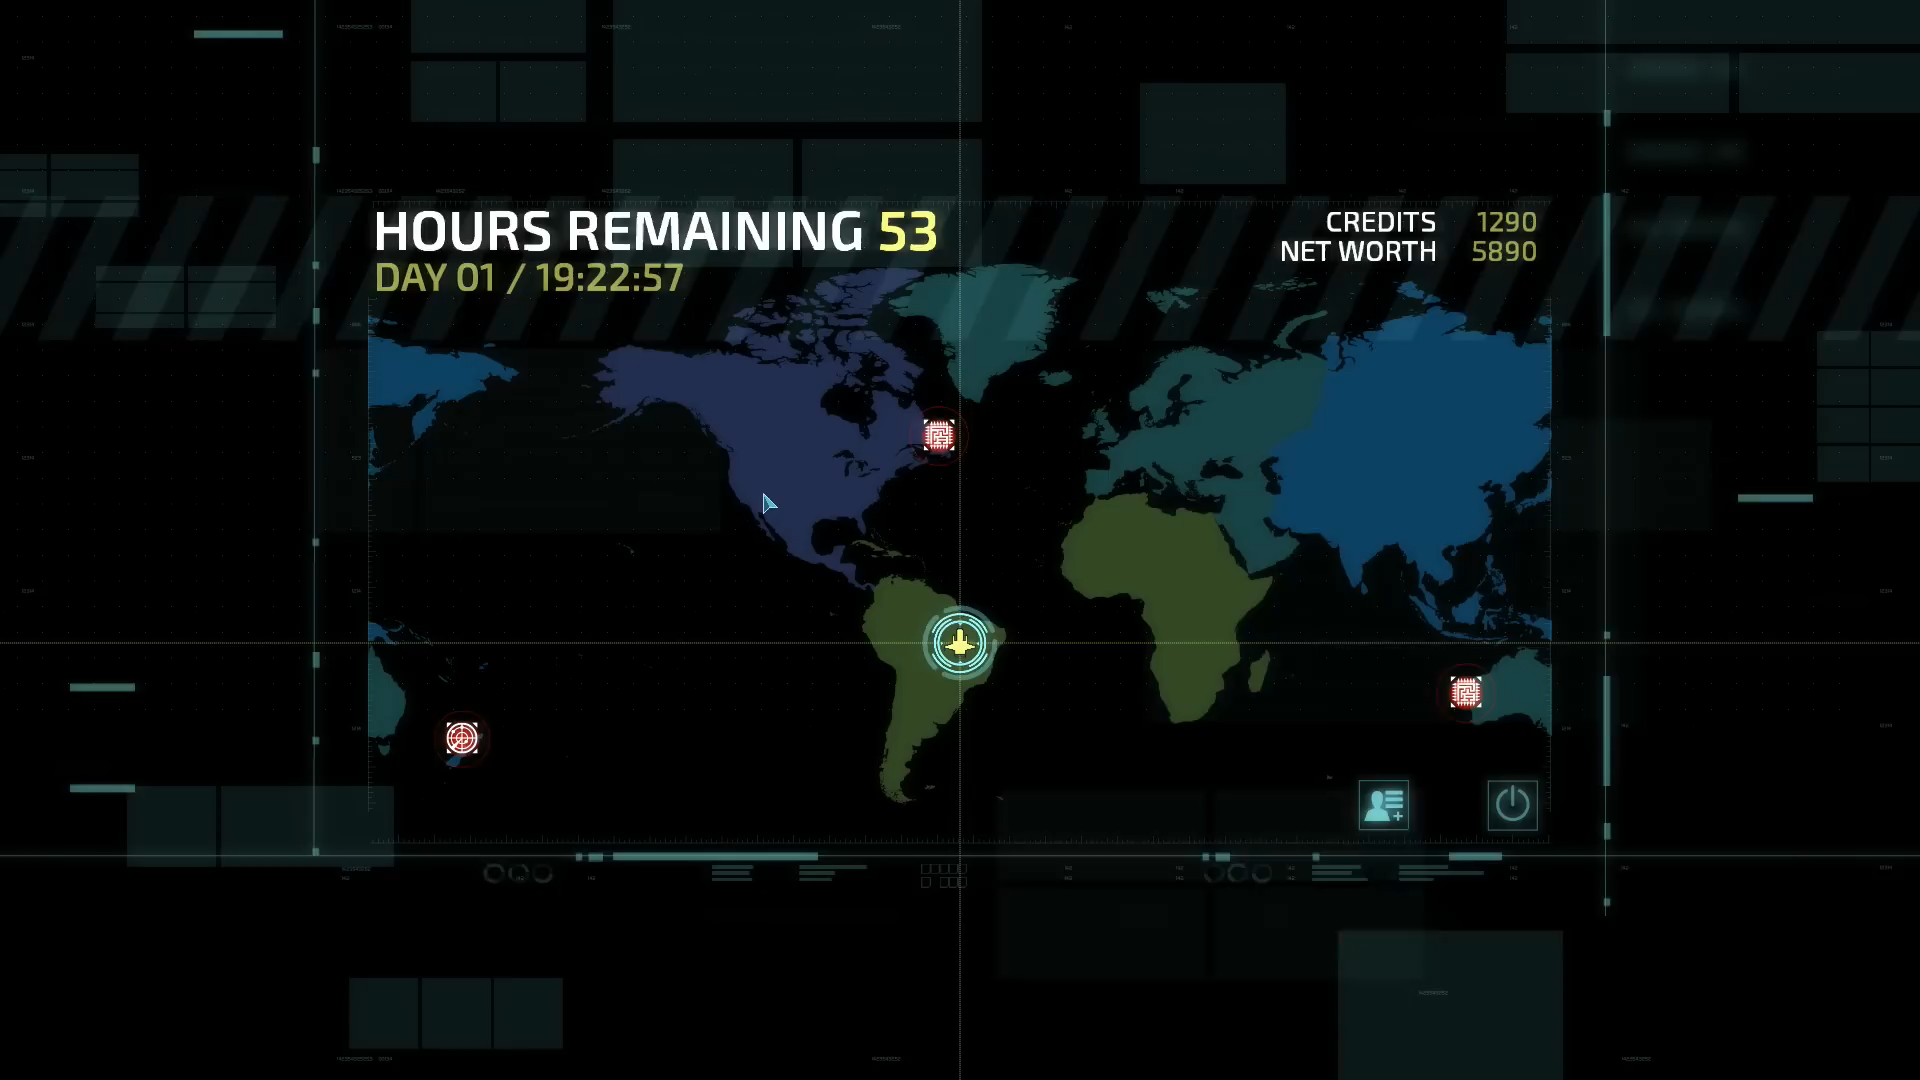 HOURS REMAINING 53
DAY 01 / 19:22:57
CREDITS 1290
NET WORTH 5890